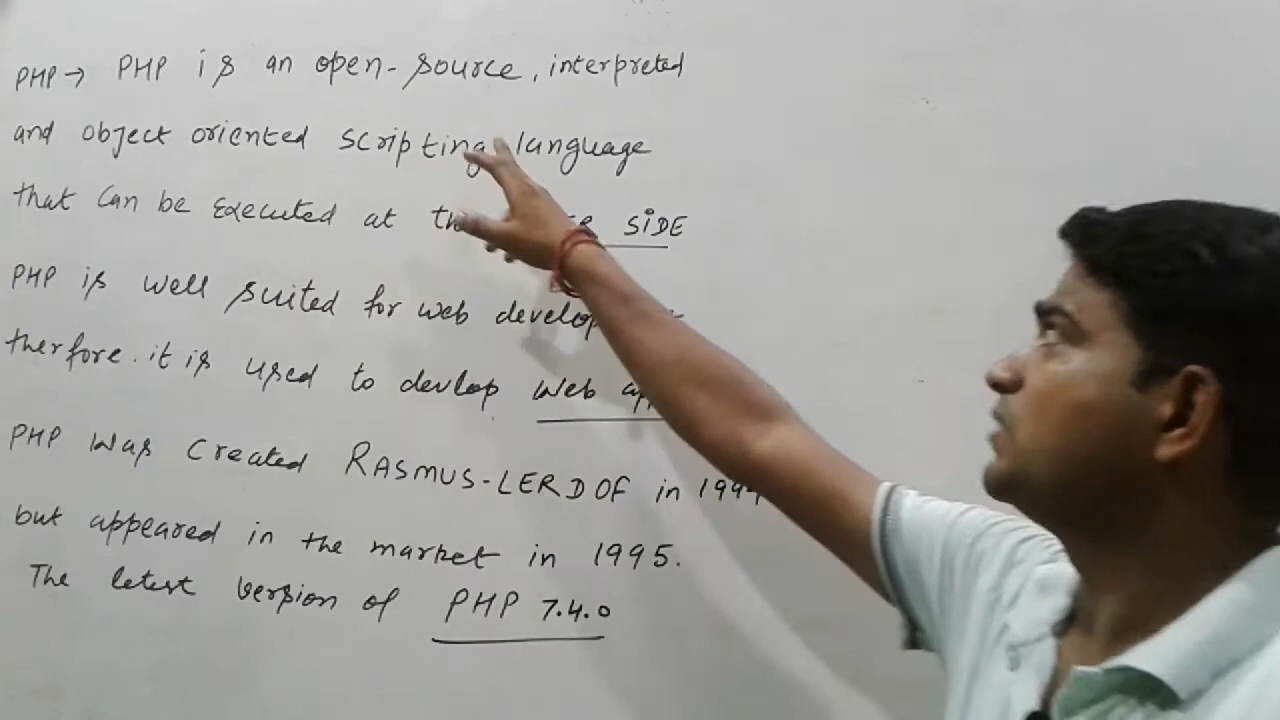 PHP → PHP is an open-source, interpreted
and object oriented scripting language
that can be executed at SIDE
PHP is well suited for web
therfore. it is used to devlop web
PHP was created RASMUS-LERDOF in 1994
but appeared in the market in 1995.
The letest version of PHP 7.4.0